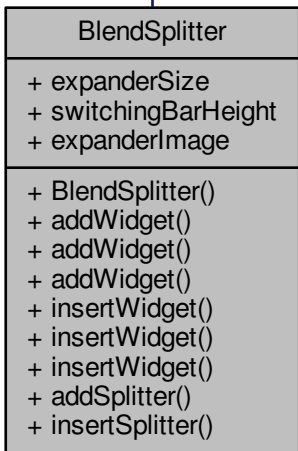 BlendSplitter
+ expanderSize
+ switchingBarHeight
+ expanderImage
+ BlendSplitter()
+ addWidget()
+ addWidget()
+ addWidget()
+ insertWidget()
+ insertWidget()
+ insertWidget()
+ addSplitter()
+ insertSplitter()